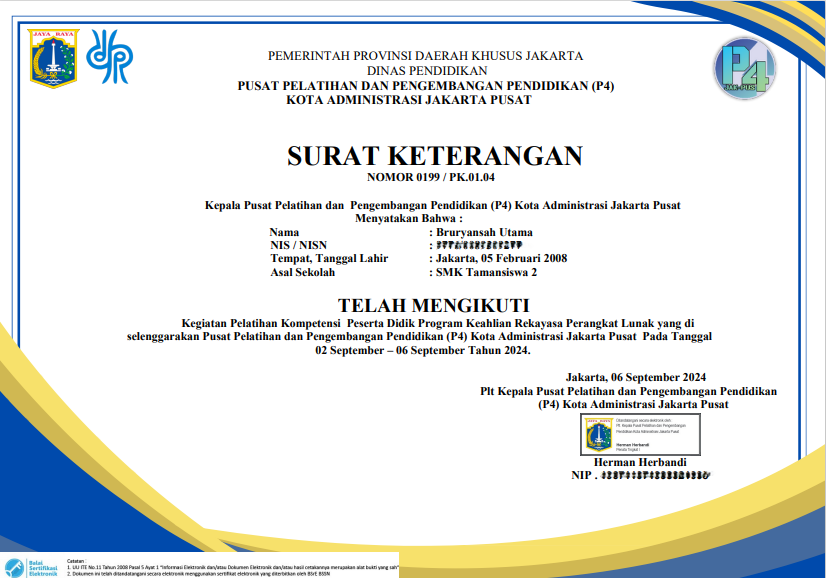 JAYA RAYA
PEMERINTAH PROVINSI DAERAH KHUSUS JAKARTA
DINAS PENDIDIKAN
PUSAT PELATIHAN DAN PENGEMBANGAN PENDIDIKAN (P4)
KOTA ADMINISTRASI JAKARTA PUSAT
P4
JAK-PUS
SURAT KETERANGAN
NOMOR 0199 / PK.01.04
Kepala Pusat Pelatihan dan Pengembangan Pendidikan (P4) Kota Administrasi Jakarta Pusat
Menyatakan Bahwa :
Nama : Bruryansah Utama
NIS / NISN :
Tempat, Tanggal Lahir : Jakarta, 05 Februari 2008
Asal Sekolah : SMK Tamansiswa 2
TELAH MENGIKUTI
Kegiatan Pelatihan Kompetensi Peserta Didik Program Keahlian Rekayasa Perangkat Lunak yang di
selenggarakan Pusat Pelatihan dan Pengembangan Pendidikan (P4) Kota Administrasi Jakarta Pusat Pada Tanggal
02 September – 06 September Tahun 2024.
Jakarta, 06 September 2024
Plt Kepala Pusat Pelatihan dan Pengembangan Pendidikan
(P4) Kota Administrasi Jakarta Pusat
Ditandatangani secara elektronik oleh
Plt. Kepala Pusat Pelatihan dan Pengembangan
Pendidikan Kota Administrasi Jakarta Pusat
Herman Herbandi
Penata Tingkat I
Herman Herbandi
NIP .
Balai
Sertifikasi
Elektronik
Catatan :
1. UU ITE No.11 Tahun 2008 Pasal 5 Ayat 1 "Informasi Elektronik dan/atau Dokumen Elektronik dan/atau hasil cetakannya merupakan alat bukti yang sah"
2. Dokumen ini telah ditandatangani secara elektronik menggunakan sertifikat elektronik yang diterbitkan oleh BSrE BSSN